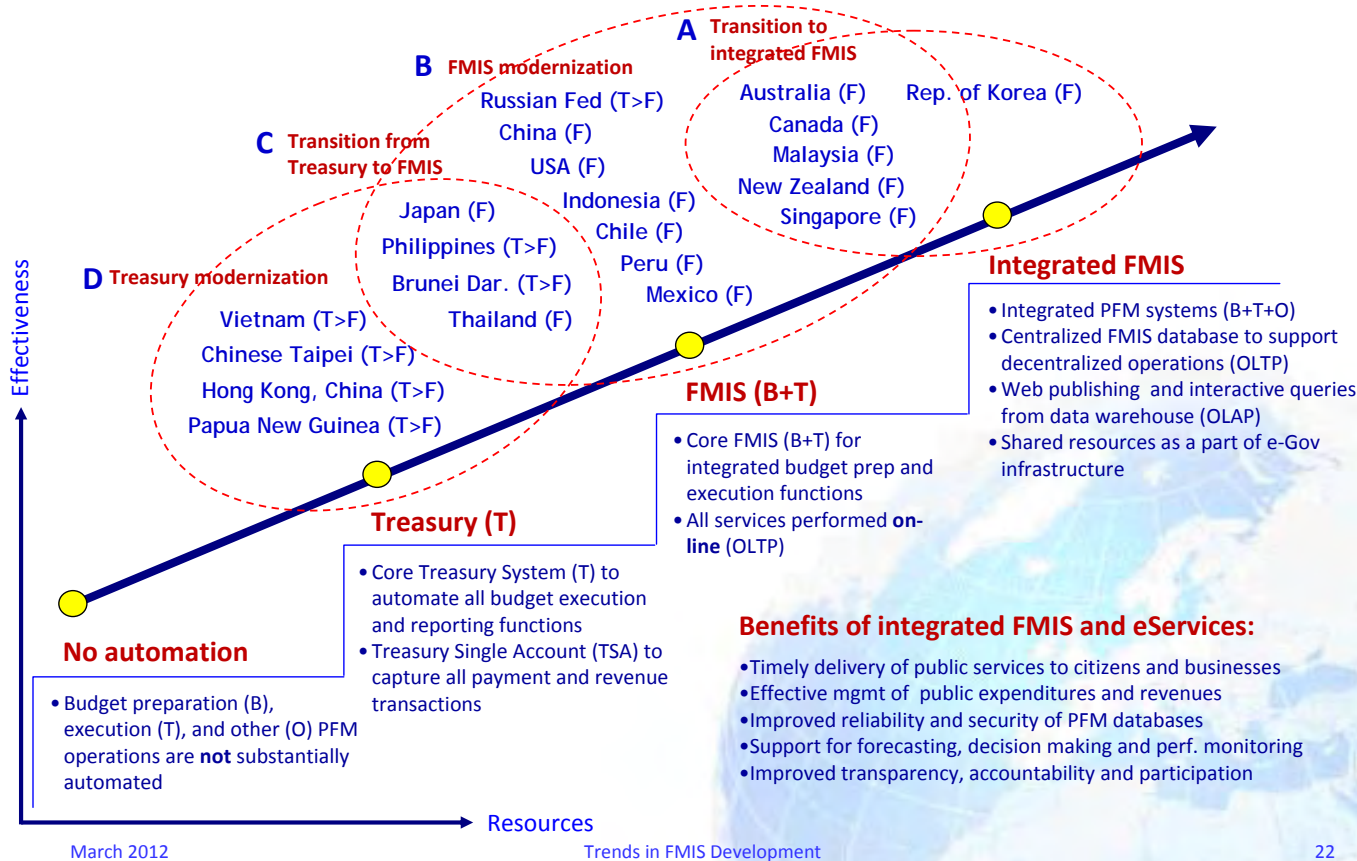 A Transition to
integrated FMIS
B FMIS modernization
Russian Fed (T>F)
China (F)
USA (F)
Indonesia (F)
Chile (F)
Peru (F)
Mexico (F)
Australia (F)
Canada (F)
Malaysia (F)
New Zealand (F)
Singapore (F)
Rep. of Korea (F)
C Transition from
Treasury to FMIS
Japan (F)
Philippines (T>F)
Brunei Dar. (T>F)
Thailand (F)
D Treasury modernization
Vietnam (T>F)
Chinese Taipei (T>F)
Hong Kong, China (T>F)
Papua New Guinea (T>F)
Effectiveness
No automation
•Budget preparation (B),
execution (T), and other (O) PFM
operations are not substantially
automated
Treasury (T)
•Core Treasury System (T) to
automate all budget execution
and reporting functions
•Treasury Single Account (TSA) to
capture all payment and revenue
transactions
FMIS (B+T)
•Core FMIS (B+T) for
integrated budget prep and
execution functions
•All services performed on-
line (OLTP)
Integrated FMIS
•Integrated PFM systems (B+T+O)
•Centralized FMIS database to support
decentralized operations (OLTP)
•Web publishing and interactive queries
from data warehouse (OLAP)
•Shared resources as a part of e-Gov
infrastructure
Benefits of integrated FMIS and eServices:
•Timely delivery of public services to citizens and businesses
•Effective mgmt of public expenditures and revenues
•Improved reliability and security of PFM databases
•Support for forecasting, decision making and perf. monitoring
•Improved transparency, accountability and participation
Resources
March 2012
Trends in FMIS Development
22